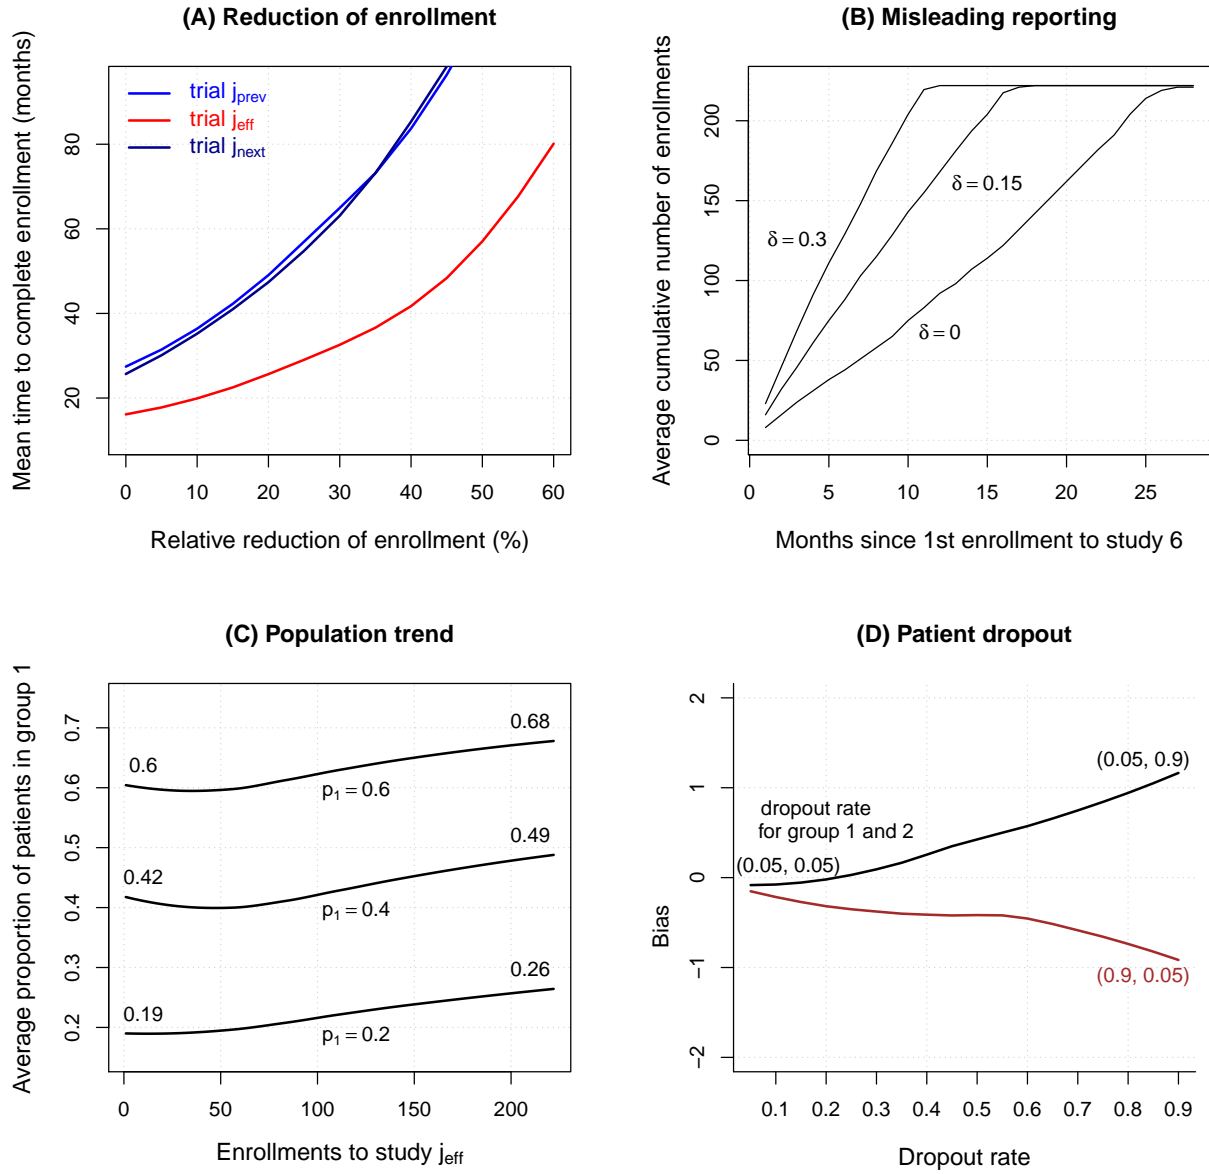 (A) Reduction of enrollment
Mean time to complete enrollment (months)
20
40
60
80
trial j_prev
trial j_eff
trial j_next
0 10 20 30 40 50 60
Relative reduction of enrollment (%)
(B) Misleading reporting
Average cumulative number of enrollments
0
50
100
150
200
δ = 0.3
δ = 0.15
δ = 0
0 5 10 15 20 25
Months since 1st enrollment to study 6
(C) Population trend
Average proportion of patients in group 1
0.2
0.3
0.4
0.5
0.6
0.7
0.6
0.68
p₁ = 0.6
0.42
0.49
p₁ = 0.4
0.19
0.26
p₁ = 0.2
0 50 100 150 200
Enrollments to study j_eff
(D) Patient dropout
Bias
−2
−1
0
1
2
(0.05, 0.9)
dropout rate
for group 1 and 2
(0.05, 0.05)
(0.9, 0.05)
0.1 0.2 0.3 0.4 0.5 0.6 0.7 0.8 0.9
Dropout rate